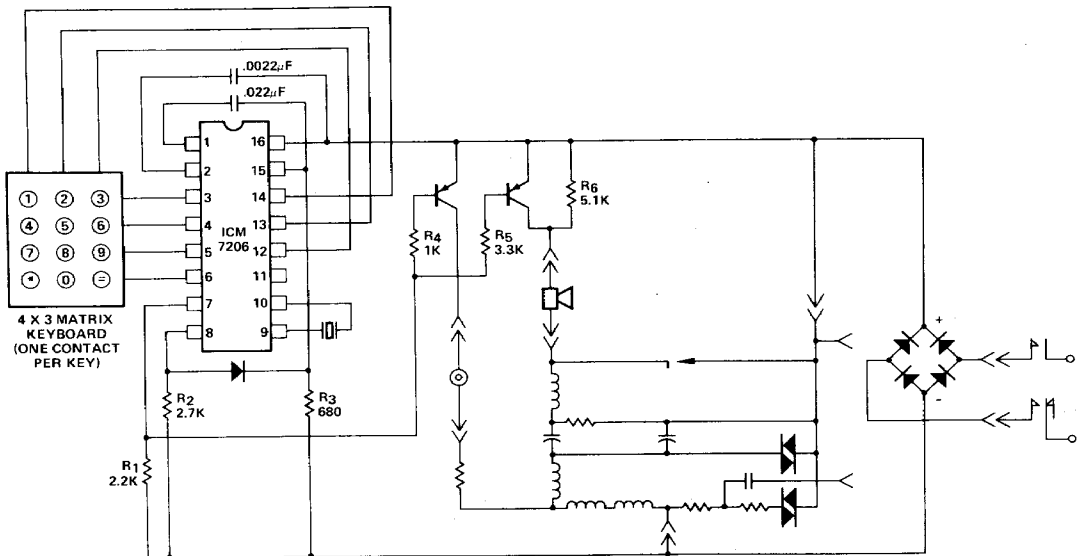 .0022μF
.022μF
1 16
2 15
3 14
4 13
5 12
6 11
7 10
8 9
ICM
7206
1 2 3
4 5 6
7 8 9
* 0 =
4 X 3 MATRIX
KEYBOARD
(ONE CONTACT
PER KEY)
R4
1K
R5
3.3K
R6
5.1K
R2
2.7K
R3
680
R1
2.2K
+
-